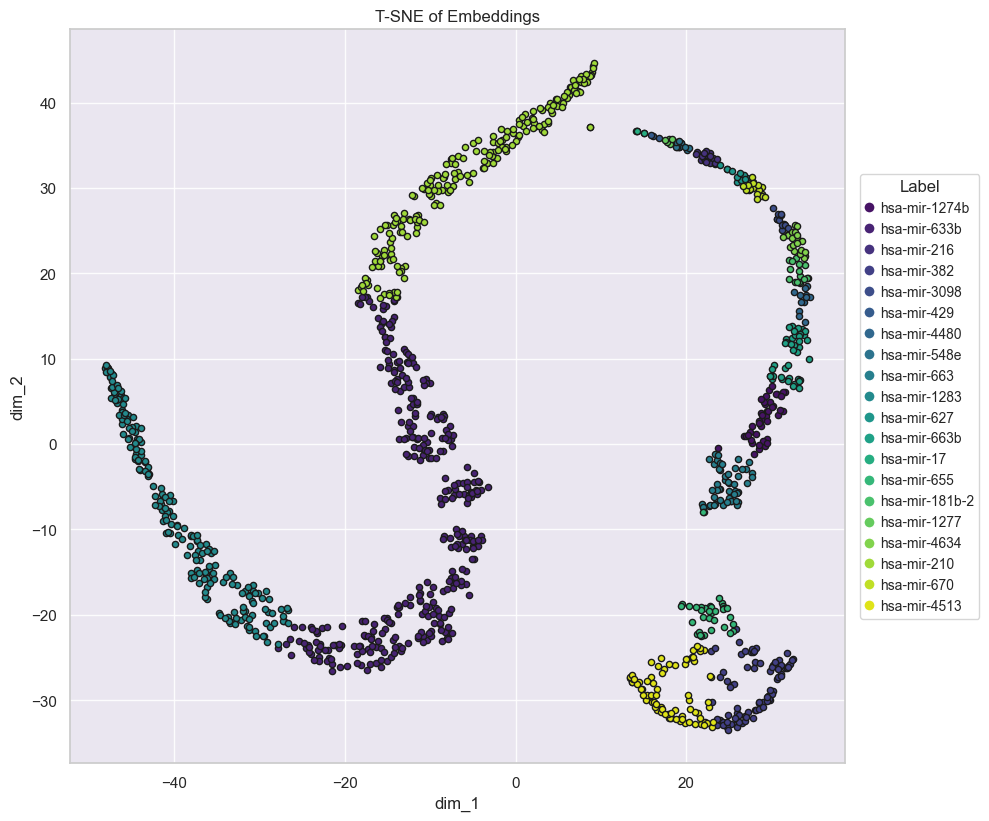 T-SNE of Embeddings
40
30
20
10
0
−10
−20
−30
−40
−20
0
20
dim_1
dim_2
Label
hsa-mir-1274b
hsa-mir-633b
hsa-mir-216
hsa-mir-382
hsa-mir-3098
hsa-mir-429
hsa-mir-4480
hsa-mir-548e
hsa-mir-663
hsa-mir-1283
hsa-mir-627
hsa-mir-663b
hsa-mir-17
hsa-mir-655
hsa-mir-181b-2
hsa-mir-1277
hsa-mir-4634
hsa-mir-210
hsa-mir-670
hsa-mir-4513